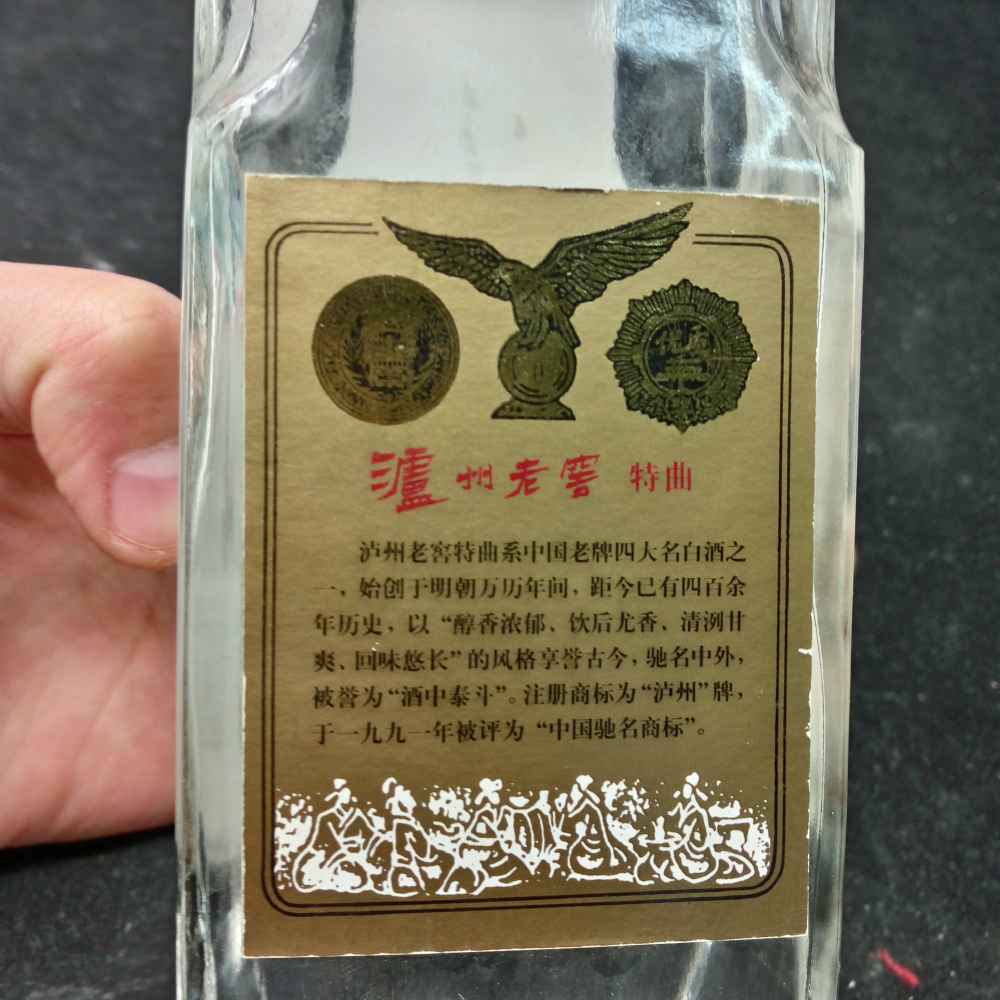 泸州老窖 特曲
泸州老窖特曲系中国老牌四大名白酒之
一，始创于明朝万历年间，距今已有四百余
年历史，以“醇香浓郁、饮后尤香、清洌甘
爽、回味悠长”的风格享誉古今，驰名中外，
被誉为“酒中泰斗”。注册商标为“泸州”牌，
于一九九一年被评为“中国驰名商标”。